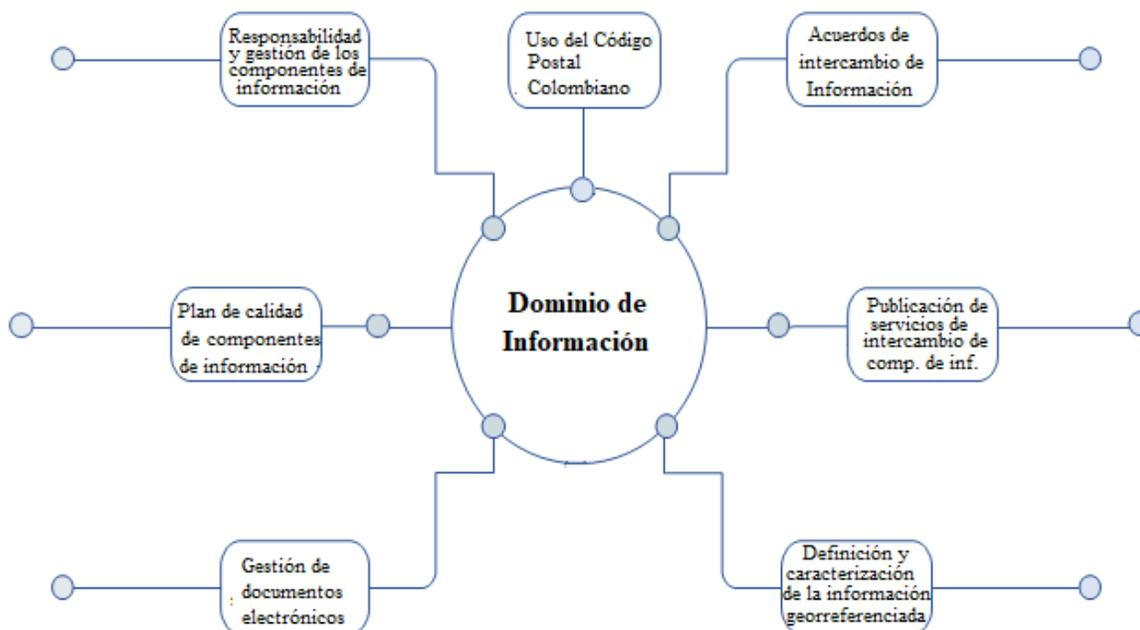 Responsabilidad
y gestión de los
componentes de
información
Uso del Código
Postal
Colombiano
Acuerdos de
intercambio de
Información
Plan de calidad
de componentes
de información
Dominio de
Información
Publicación de
servicios de
intercambio de
comp. de inf.
Gestión de
documentos
electrónicos
Definición y
caracterización
de la información
georreferenciada